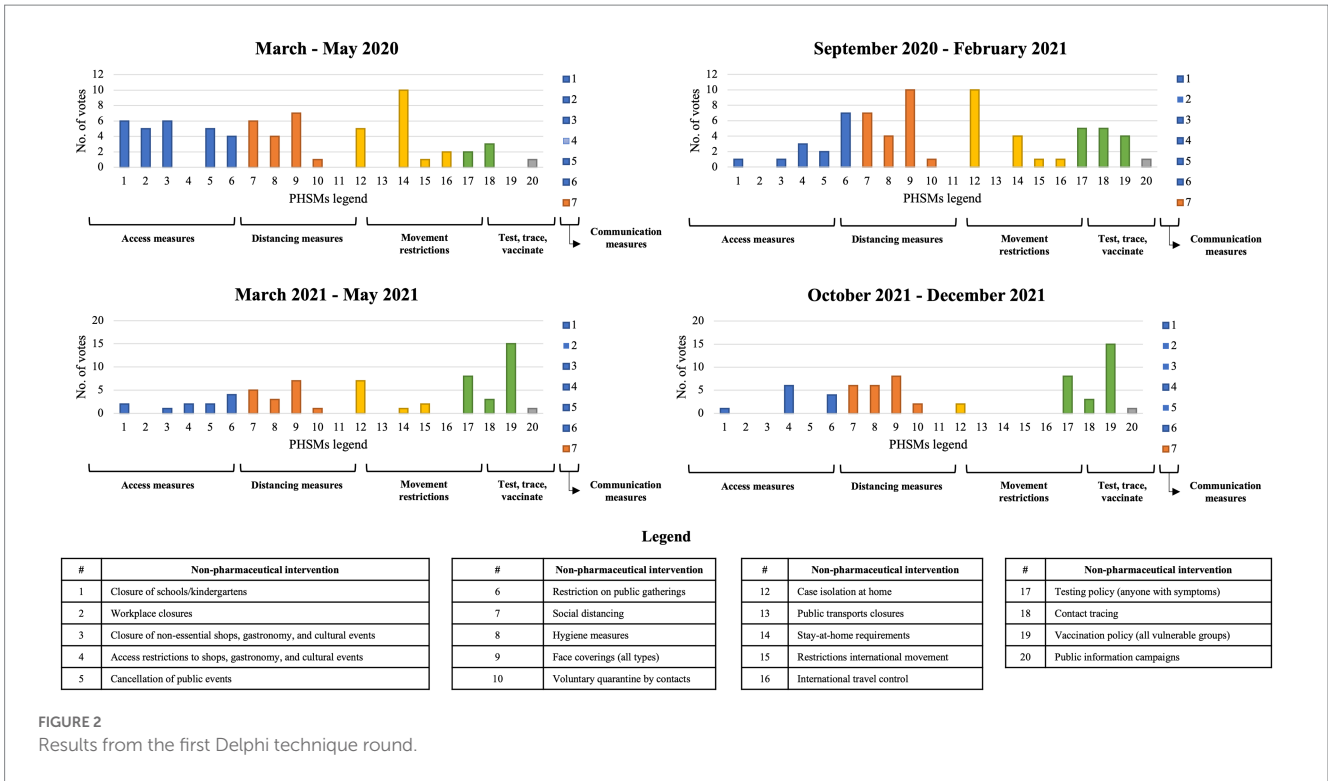 March - May 2020
No. of votes
12
10
8
6
4
2
0
1 2 3 4 5 6 7 8 9 10 11 12 13 14 15 16 17 18 19 20
PHSMs legend
1
2
3
4
5
6
7
Access measures
Distancing measures
Movement
restrictions
Test, trace,
vaccinate
Communication
measures
September 2020 - February 2021
No. of votes
12
10
8
6
4
2
0
1 2 3 4 5 6 7 8 9 10 11 12 13 14 15 16 17 18 19 20
PHSMs legend
1
2
3
4
5
6
7
Access measures
Distancing measures
Movement
restrictions
Test, trace,
vaccinate
Communication
measures
March 2021 - May 2021
No. of votes
20
15
10
5
0
1 2 3 4 5 6 7 8 9 10 11 12 13 14 15 16 17 18 19 20
PHSMs legend
1
2
3
4
5
6
7
Access measures
Distancing measures
Movement
restrictions
Test, trace,
vaccinate
Communication
measures
October 2021 - December 2021
No. of votes
20
15
10
5
0
1 2 3 4 5 6 7 8 9 10 11 12 13 14 15 16 17 18 19 20
PHSMs legend
1
2
3
4
5
6
7
Access measures
Distancing measures
Movement
restrictions
Test, trace,
vaccinate
Communication
measures
Legend
# Non-pharmaceutical intervention
1 Closure of schools/kindergartens
2 Workplace closures
3 Closure of non-essential shops, gastronomy, and cultural events
4 Access restrictions to shops, gastronomy, and cultural events
5 Cancellation of public events
# Non-pharmaceutical intervention
6 Restriction on public gatherings
7 Social distancing
8 Hygiene measures
9 Face coverings (all types)
10 Voluntary quarantine by contacts
# Non-pharmaceutical intervention
12 Case isolation at home
13 Public transports closures
14 Stay-at-home requirements
15 Restrictions international movement
16 International travel control
# Non-pharmaceutical intervention
17 Testing policy (anyone with symptoms)
18 Contact tracing
19 Vaccination policy (all vulnerable groups)
20 Public information campaigns
FIGURE 2
Results from the first Delphi technique round.